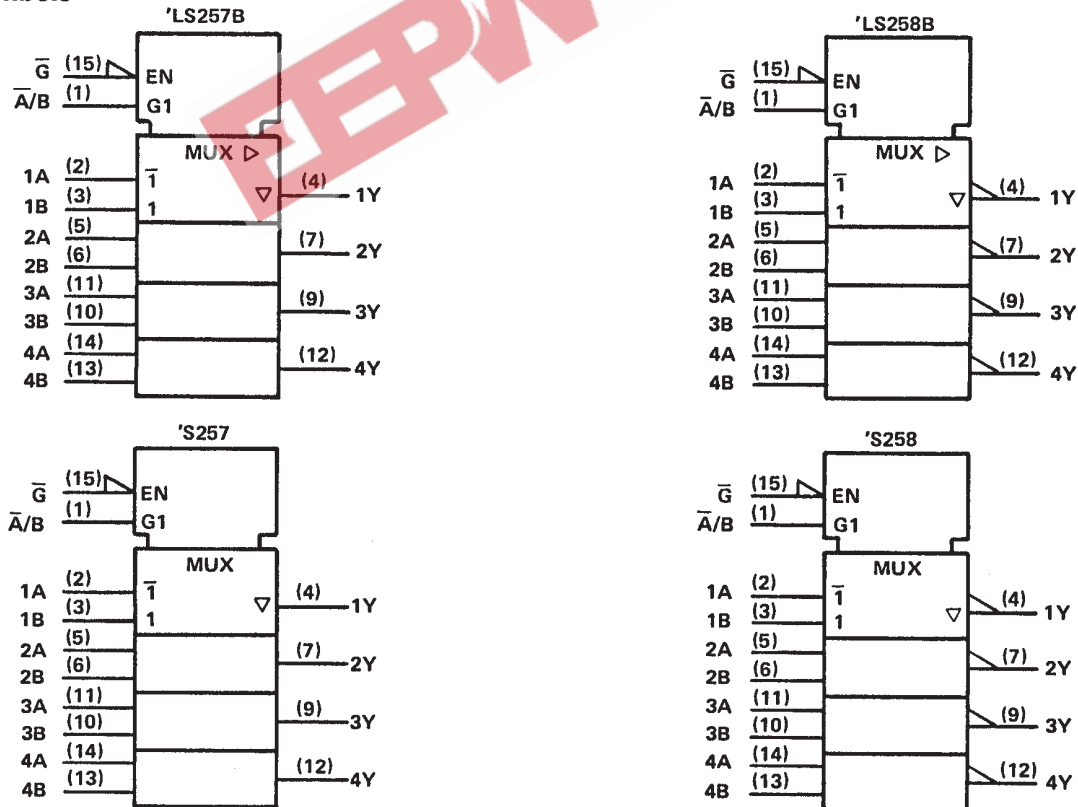 'LS257B
G̅ (15) EN
A̅/B (1) G1
MUX ▷
1A (2) 1̅
1B (3) 1
▽ (4) 1Y
2A (5)
2B (6)
(7) 2Y
3A (11)
3B (10)
(9) 3Y
4A (14)
4B (13)
(12) 4Y
'LS258B
G̅ (15) EN
A̅/B (1) G1
MUX ▷
1A (2) 1̅
1B (3) 1
▽ (4) 1Y
2A (5)
2B (6)
(7) 2Y
3A (11)
3B (10)
(9) 3Y
4A (14)
4B (13)
(12) 4Y
'S257
G̅ (15) EN
A̅/B (1) G1
MUX
1A (2) 1̅
1B (3) 1
▽ (4) 1Y
2A (5)
2B (6)
(7) 2Y
3A (11)
3B (10)
(9) 3Y
4A (14)
4B (13)
(12) 4Y
'S258
G̅ (15) EN
A̅/B (1) G1
MUX
1A (2) 1̅
1B (3) 1
▽ (4) 1Y
2A (5)
2B (6)
(7) 2Y
3A (11)
3B (10)
(9) 3Y
4A (14)
4B (13)
(12) 4Y
EEPW